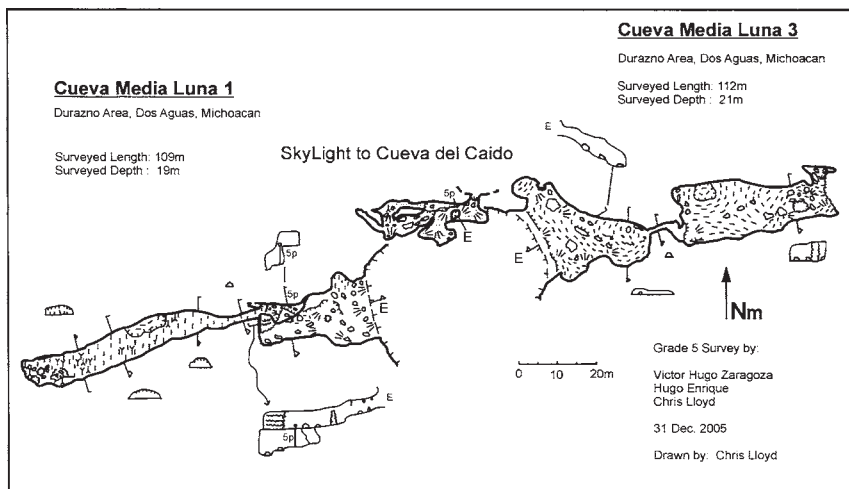 Cueva Media Luna 3
Durazno Area, Dos Aguas, Michoacan
Surveyed Length: 112m
Surveyed Depth : 21m
Cueva Media Luna 1
Durazno Area, Dos Aguas, Michoacan
Surveyed Length: 109m
Surveyed Depth : 19m
SkyLight to Cueva del Caido
E
5p
E
E
5p
5p
E
E
5p
Nm
0 10 20m
Grade 5 Survey by:
Victor Hugo Zaragoza
Hugo Enrique
Chris Lloyd
31 Dec. 2005
Drawn by: Chris Lloyd